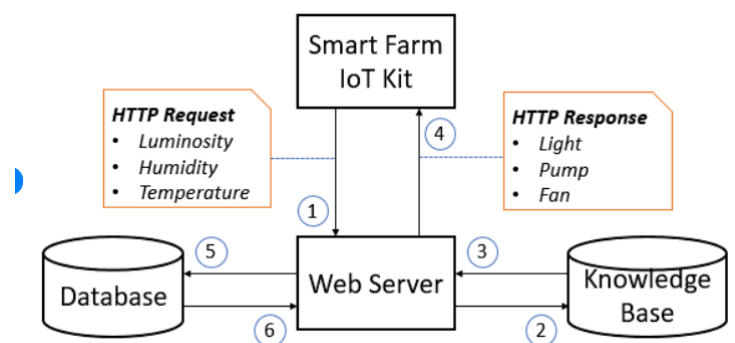 Smart Farm
IoT Kit
HTTP Request
• Luminosity
• Humidity
• Temperature
HTTP Response
• Light
• Pump
• Fan
4
1
5
3
Database
Web Server
Knowledge
Base
6
2